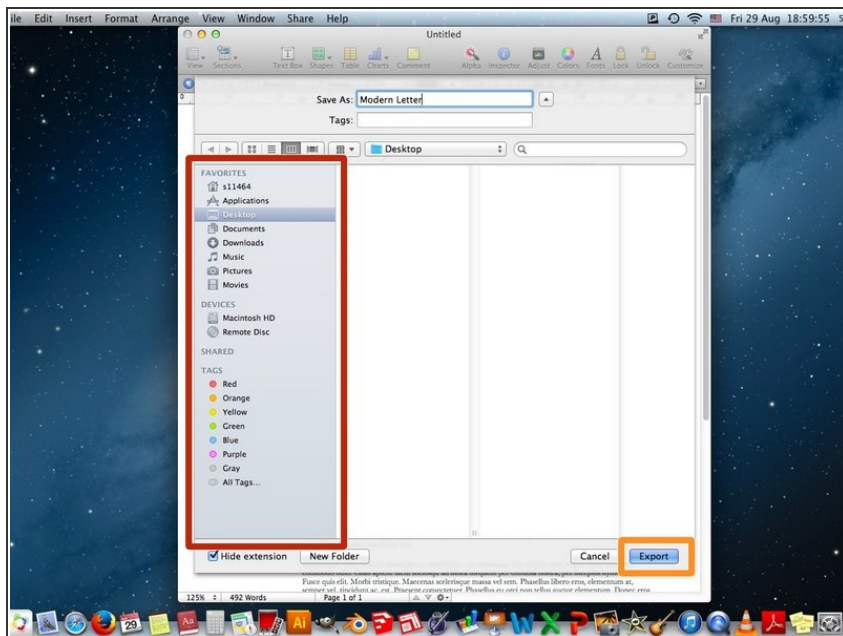 ile Edit Insert Format Arrange View Window Share Help Fri 29 Aug 18:59:55
Untitled
View Sections Text Box Shapes Table Charts Comment Alpha Inspector Adjust Colors Fonts Lock Unlock Customize
Save As: Modern Letter
Tags:
Desktop
FAVORITES
s11464
Applications
Desktop
Documents
Downloads
Music
Pictures
Movies
DEVICES
Macintosh HD
Remote Disc
SHARED
TAGS
Red
Orange
Yellow
Green
Blue
Purple
Gray
All Tags...
Hide extension New Folder Cancel Export
Fusce quis elit. Morbi tristique. Maecenas scelerisque massa vel sem. Phasellus libero eros, elementum at,
125% 492 Words Page 1 of 1